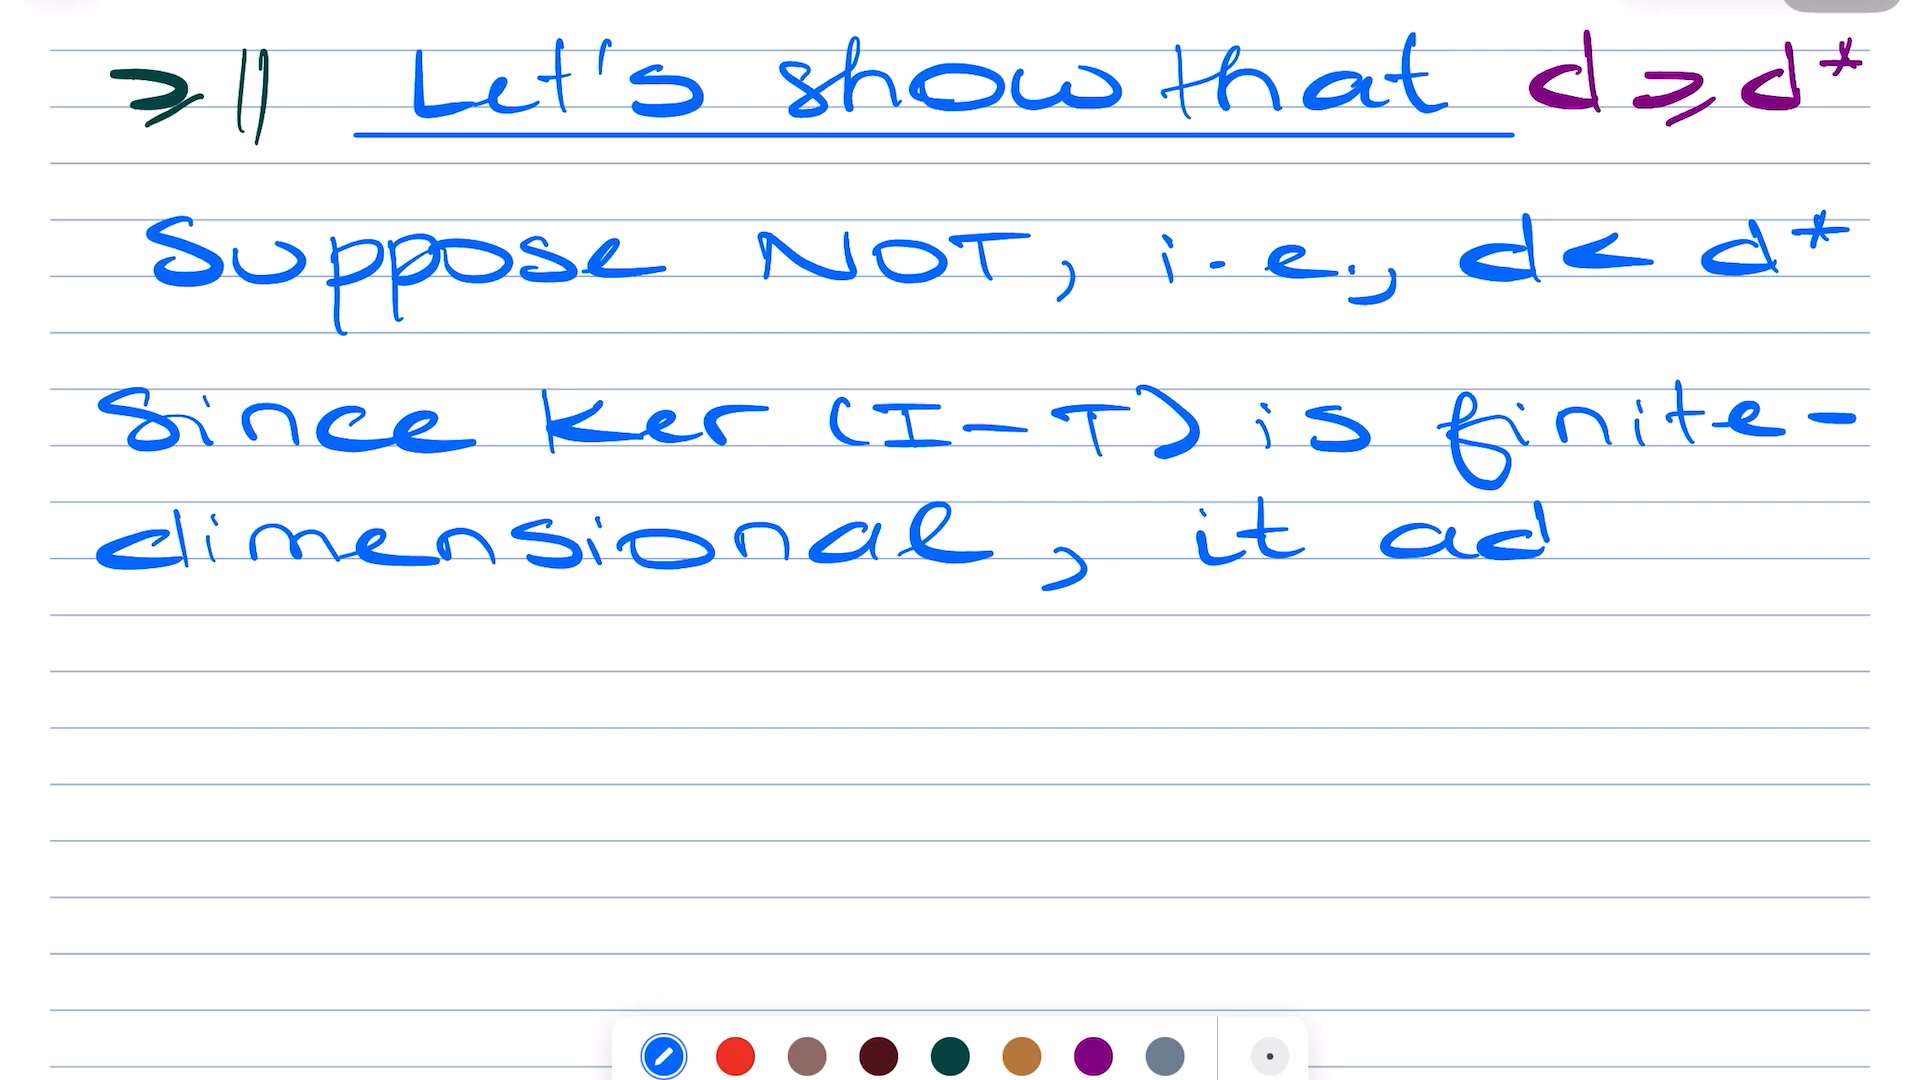 ≥ || Let's show that d ≥ d*
Suppose NOT, i.e., d < d*
Since ker (I-T) is finite-
dimensional, it ad